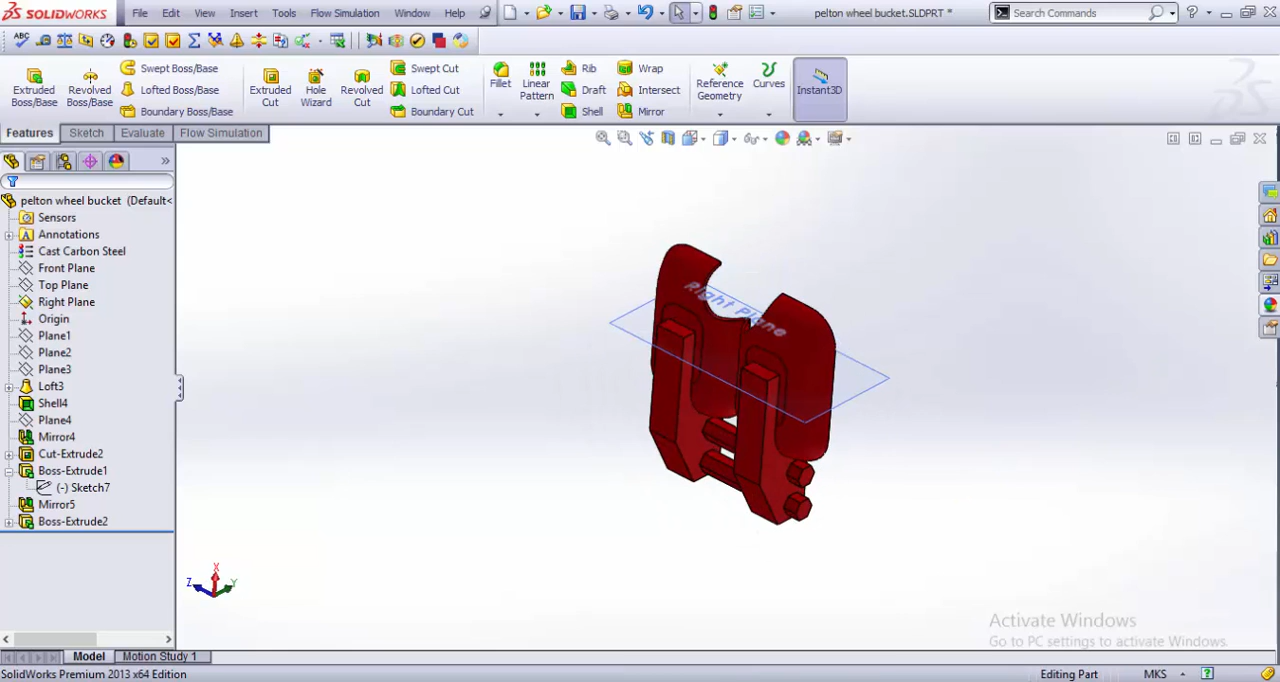 SOLIDWORKS File Edit View Insert Tools Flow Simulation Window Help pelton wheel bucket.SLDPRT * Search Commands ?
ABC
Extruded Boss/Base
Revolved Boss/Base
Swept Boss/Base
Lofted Boss/Base
Boundary Boss/Base
Extruded Cut
Hole Wizard
Revolved Cut
Swept Cut
Lofted Cut
Boundary Cut
Fillet
Linear Pattern
Rib
Draft
Shell
Wrap
Intersect
Mirror
Reference Geometry
Curves
Instant3D
Features Sketch Evaluate Flow Simulation
pelton wheel bucket (Default<
Sensors
Annotations
Cast Carbon Steel
Front Plane
Top Plane
Right Plane
Origin
Plane1
Plane2
Plane3
Loft3
Shell4
Plane4
Mirror4
Cut-Extrude2
Boss-Extrude1
(-) Sketch7
Mirror5
Boss-Extrude2
Right Plane
X
Z
Y
Activate Windows
Go to PC settings to activate Windows.
Model Motion Study 1
SolidWorks Premium 2013 x64 Edition Editing Part MKS ?